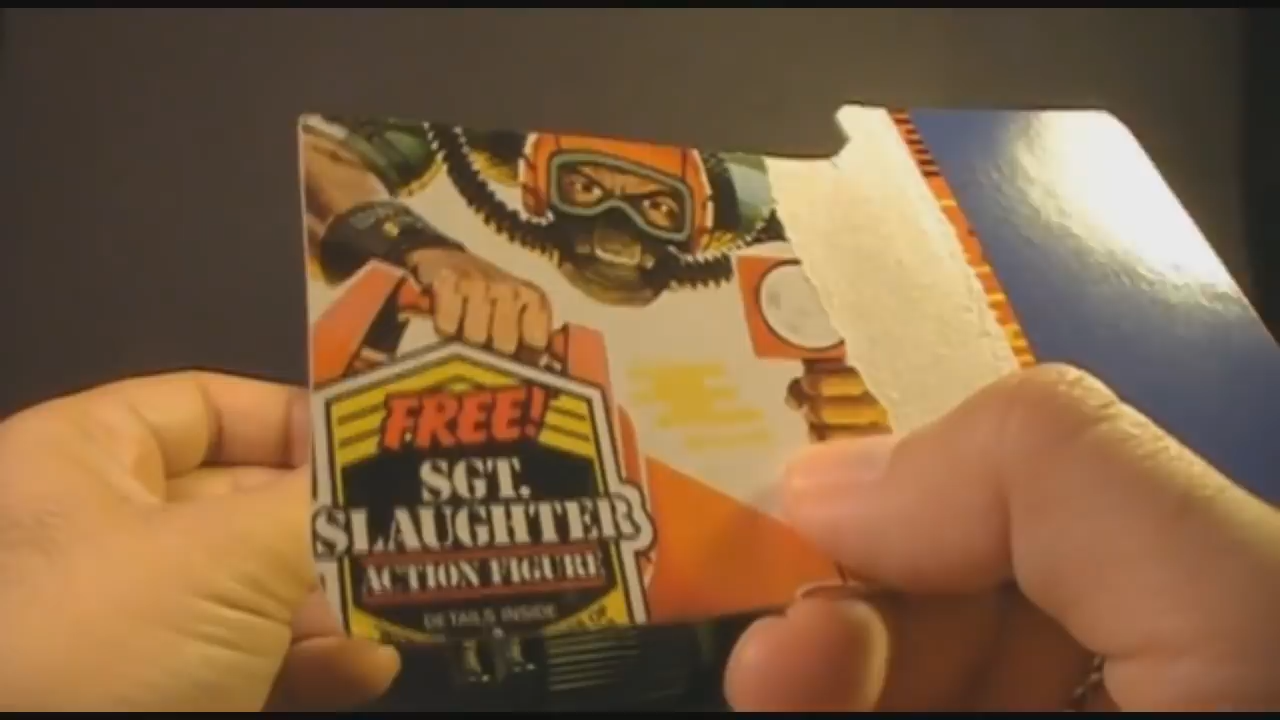 FREE!
SGT.
SLAUGHTER
ACTION FIGURE
DETAILS INSIDE